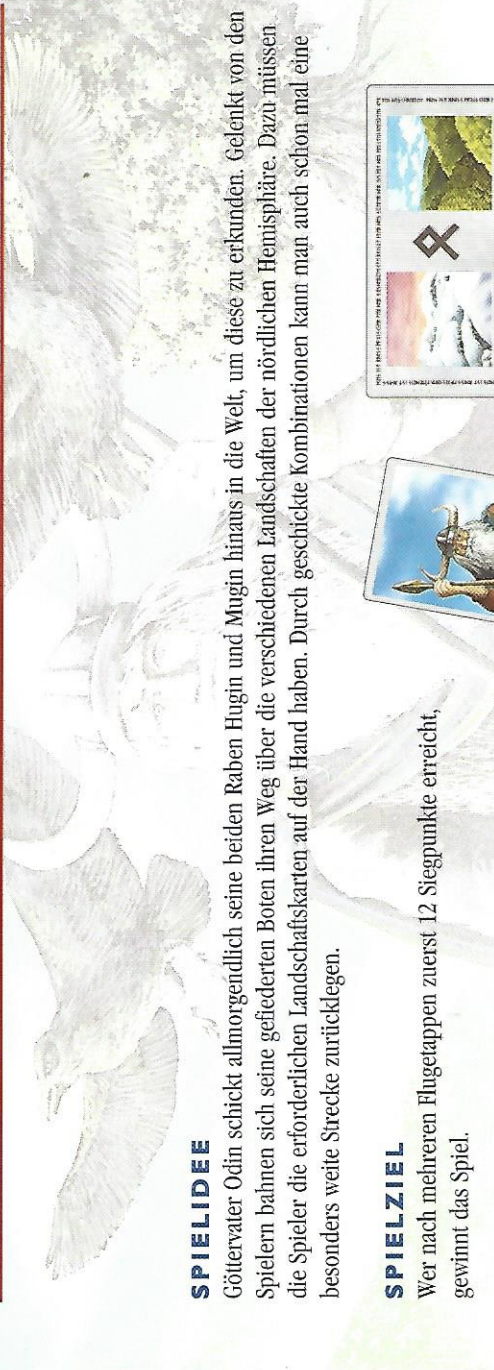 SPIELIDEE
Göttervater Odin schickt allmorgendlich seine beiden Raben Hugin und Mugin hinaus in die Welt, um diese zu erkunden. Gelenkt von den
Spielern bahnen sich seine gefiederten Boten ihren Weg über die verschiedenen Landschaften der nördlichen Hemisphäre. Dazu müssen
die Spieler die erforderlichen Landschaftskarten auf der Hand haben. Durch geschickte Kombinationen kann man auch schon mal eine
besonders weite Strecke zurücklegen.
SPIELZIEL
Wer nach mehreren Flugetappen zuerst 12 Siegpunkte erreicht,
gewinnt das Spiel.